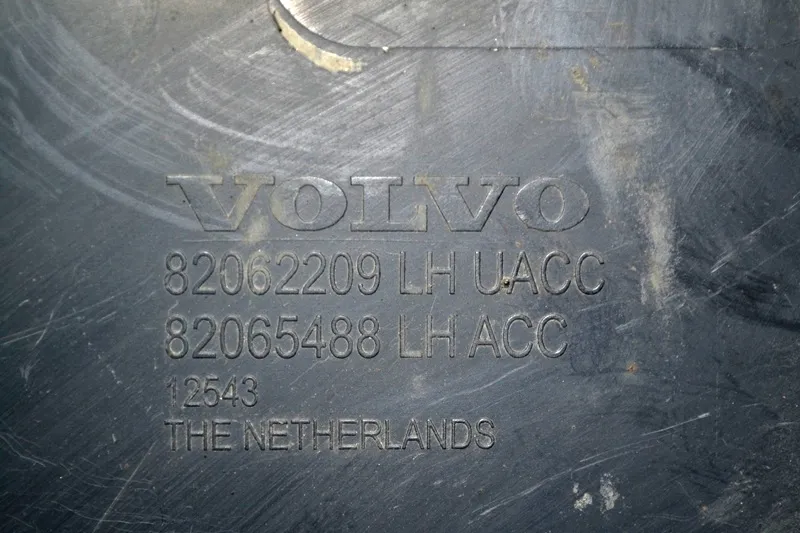 VOLVO
82062209 LH UACC
82065488 LH ACC
12543
THE NETHERLANDS